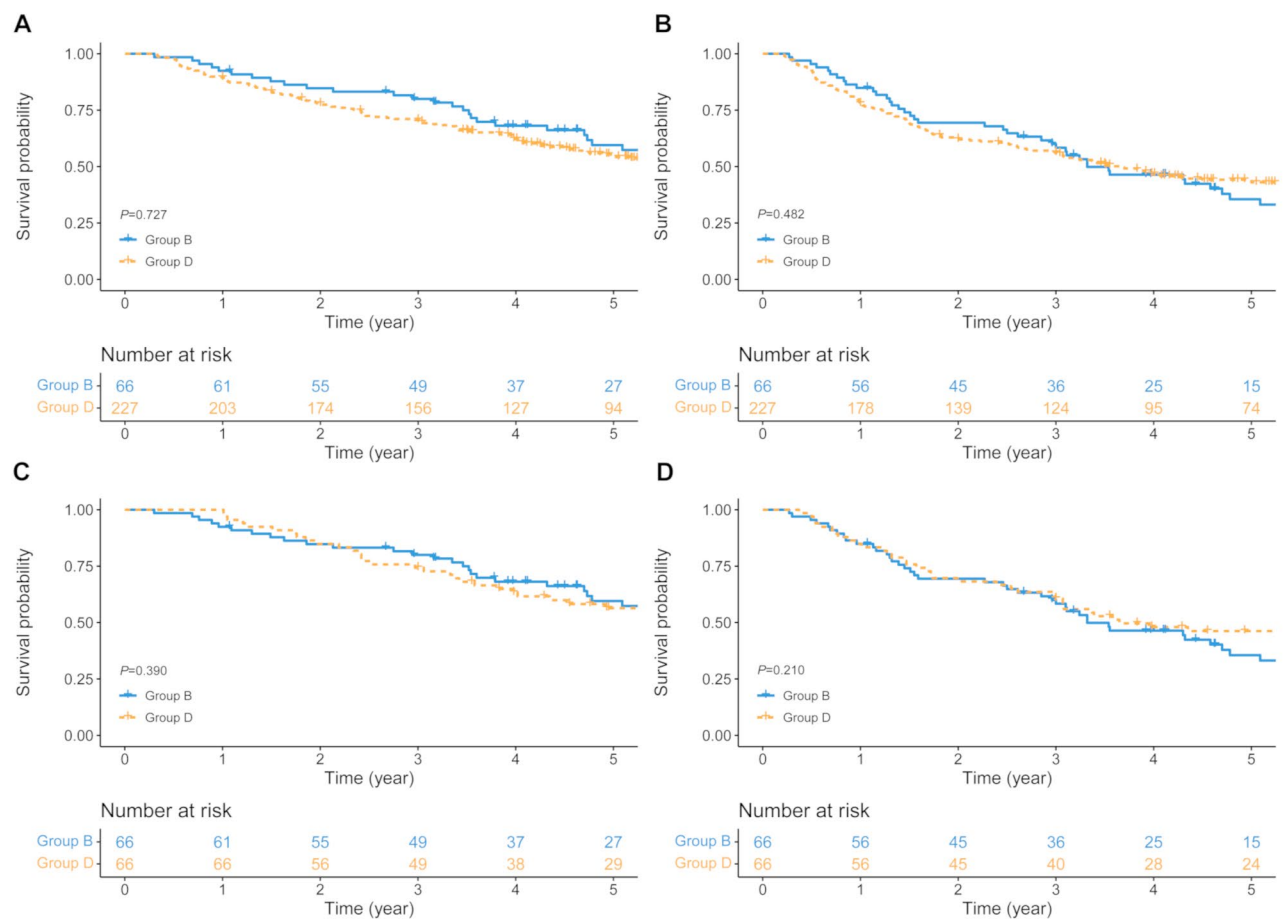 A
Survival probability
1.00
0.75
0.50
0.25
0.00
P=0.727
Group B
Group D
0 1 2 3 4 5
Time (year)
Number at risk
Group B 66 61 55 49 37 27
Group D 227 203 174 156 127 94
0 1 2 3 4 5
Time (year)
B
Survival probability
1.00
0.75
0.50
0.25
0.00
P=0.482
Group B
Group D
0 1 2 3 4 5
Time (year)
Number at risk
Group B 66 56 45 36 25 15
Group D 227 178 139 124 95 74
0 1 2 3 4 5
Time (year)
C
Survival probability
1.00
0.75
0.50
0.25
0.00
P=0.390
Group B
Group D
0 1 2 3 4 5
Time (year)
Number at risk
Group B 66 61 55 49 37 27
Group D 66 66 56 49 38 29
0 1 2 3 4 5
Time (year)
D
Survival probability
1.00
0.75
0.50
0.25
0.00
P=0.210
Group B
Group D
0 1 2 3 4 5
Time (year)
Number at risk
Group B 66 56 45 36 25 15
Group D 66 56 45 40 28 24
0 1 2 3 4 5
Time (year)